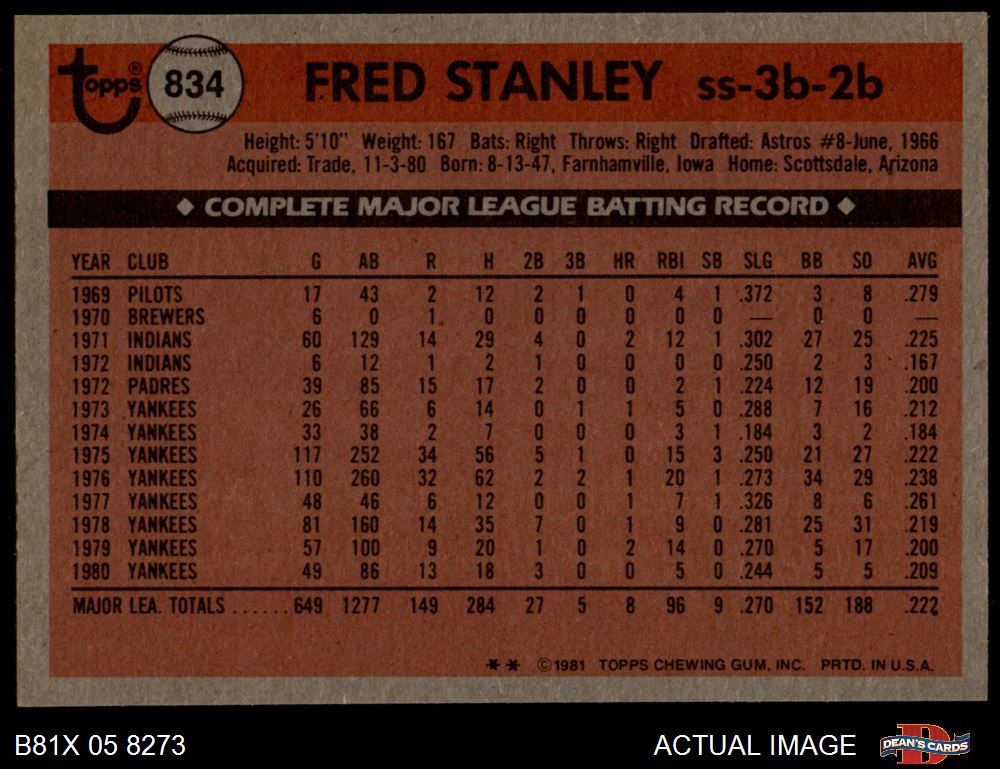 topps® 834 FRED STANLEY ss-3b-2b
Height: 5'10" Weight: 167 Bats: Right Throws: Right Drafted: Astros #8-June, 1966
Acquired: Trade, 11-3-80 Born: 8-13-47, Farnhamville, Iowa Home: Scottsdale, Arizona
◆ COMPLETE MAJOR LEAGUE BATTING RECORD ◆
YEAR CLUB G AB R H 2B 3B HR RBI SB SLG BB SO AVG
1969 PILOTS 17 43 2 12 2 1 0 4 1 .372 3 8 .279
1970 BREWERS 6 0 1 0 0 0 0 0 0 — 0 0 —
1971 INDIANS 60 129 14 29 4 0 2 12 1 .302 27 25 .225
1972 INDIANS 6 12 1 2 1 0 0 0 0 .250 2 3 .167
1972 PADRES 39 85 15 17 2 0 0 2 1 .224 12 19 .200
1973 YANKEES 26 66 6 14 0 1 1 5 0 .288 7 16 .212
1974 YANKEES 33 38 2 7 0 0 0 3 1 .184 3 2 .184
1975 YANKEES 117 252 34 56 5 1 0 15 3 .250 21 27 .222
1976 YANKEES 110 260 32 62 2 2 1 20 1 .273 34 29 .238
1977 YANKEES 48 46 6 12 0 0 1 7 1 .326 8 6 .261
1978 YANKEES 81 160 14 35 7 0 1 9 0 .281 25 31 .219
1979 YANKEES 57 100 9 20 1 0 2 14 0 .270 5 17 .200
1980 YANKEES 49 86 13 18 3 0 0 5 0 .244 5 5 .209
MAJOR LEA. TOTALS ...... 649 1277 149 284 27 5 8 96 9 .270 152 188 .222
** ©1981 TOPPS CHEWING GUM, INC. PRTD. IN U.S.A.
B81X 05 8273 ACTUAL IMAGE B DEAN'S CARDS